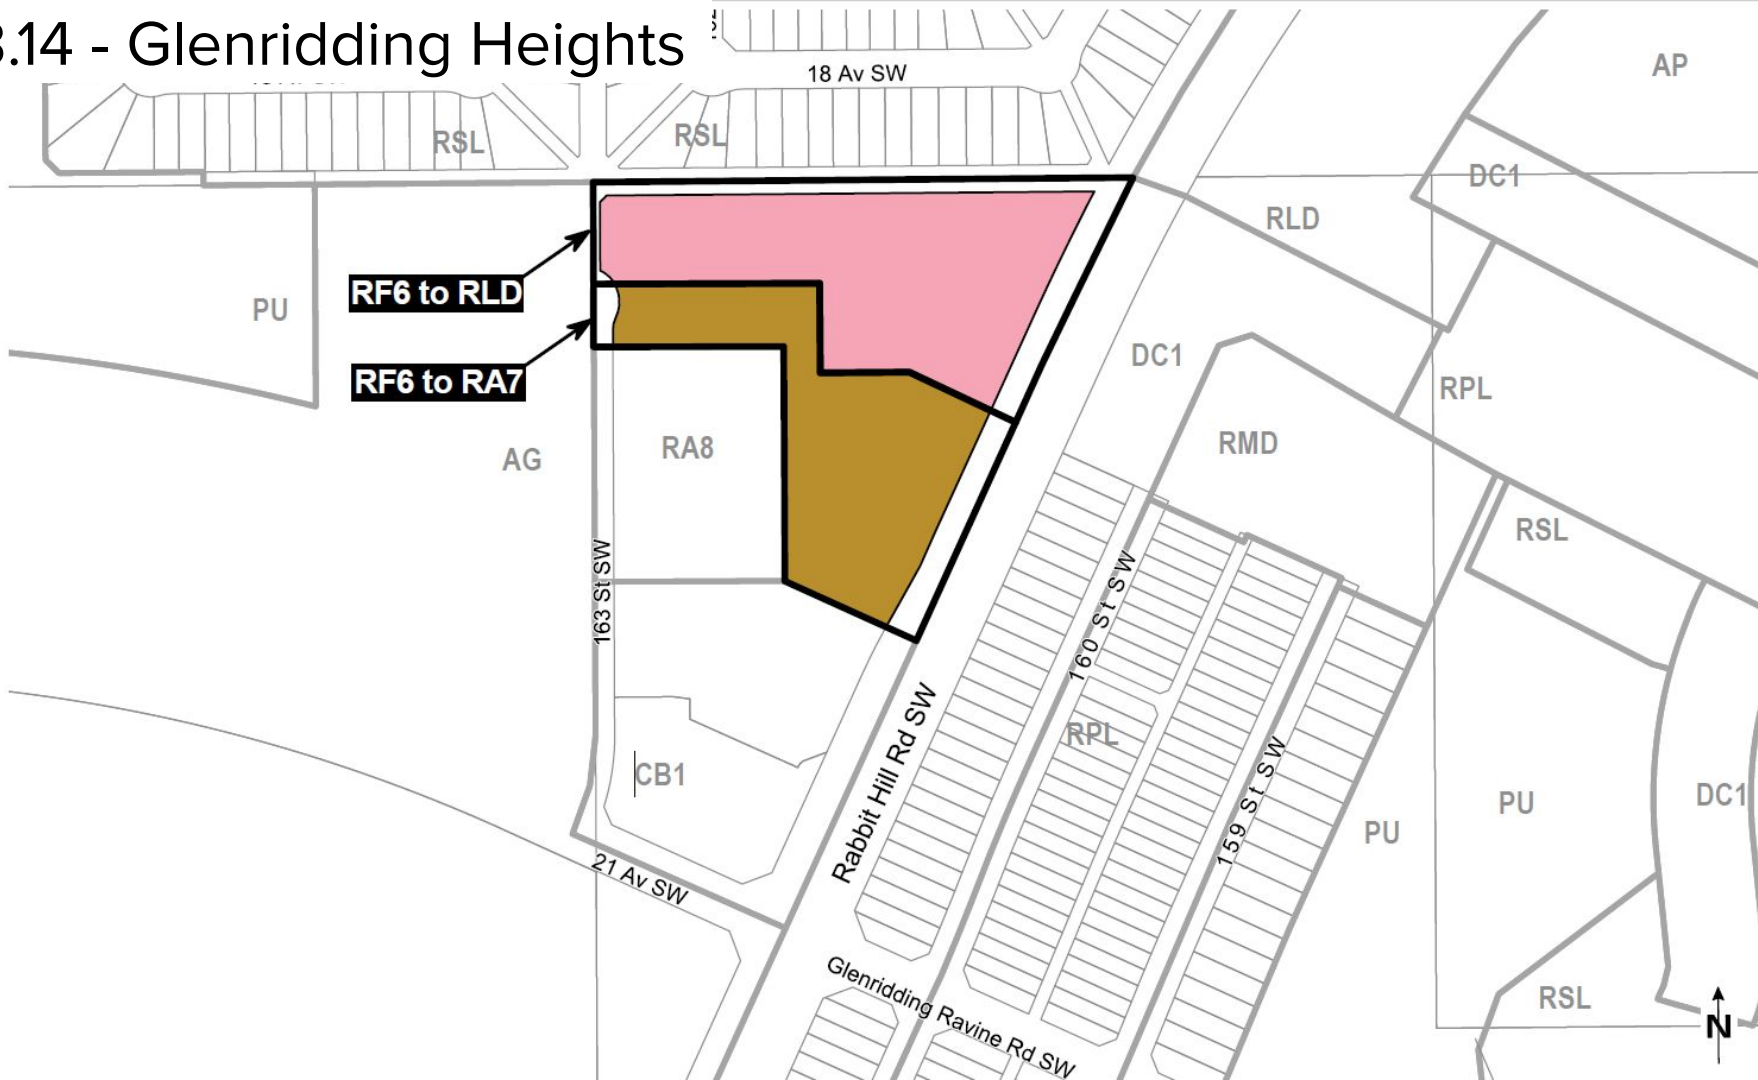 3.14 - Glenridding Heights
18 Av SW
AP
RSL
RSL
DC1
RLD
RF6 to RLD
PU
DC1
RF6 to RA7
RPL
RA8
RMD
AG
RSL
163 St SW
160 St SW
RPL
Rabbit Hill Rd SW
159 St SW
CB1
PU
PU
DC1
21 Av SW
Glenridding Ravine Rd SW
RSL
N